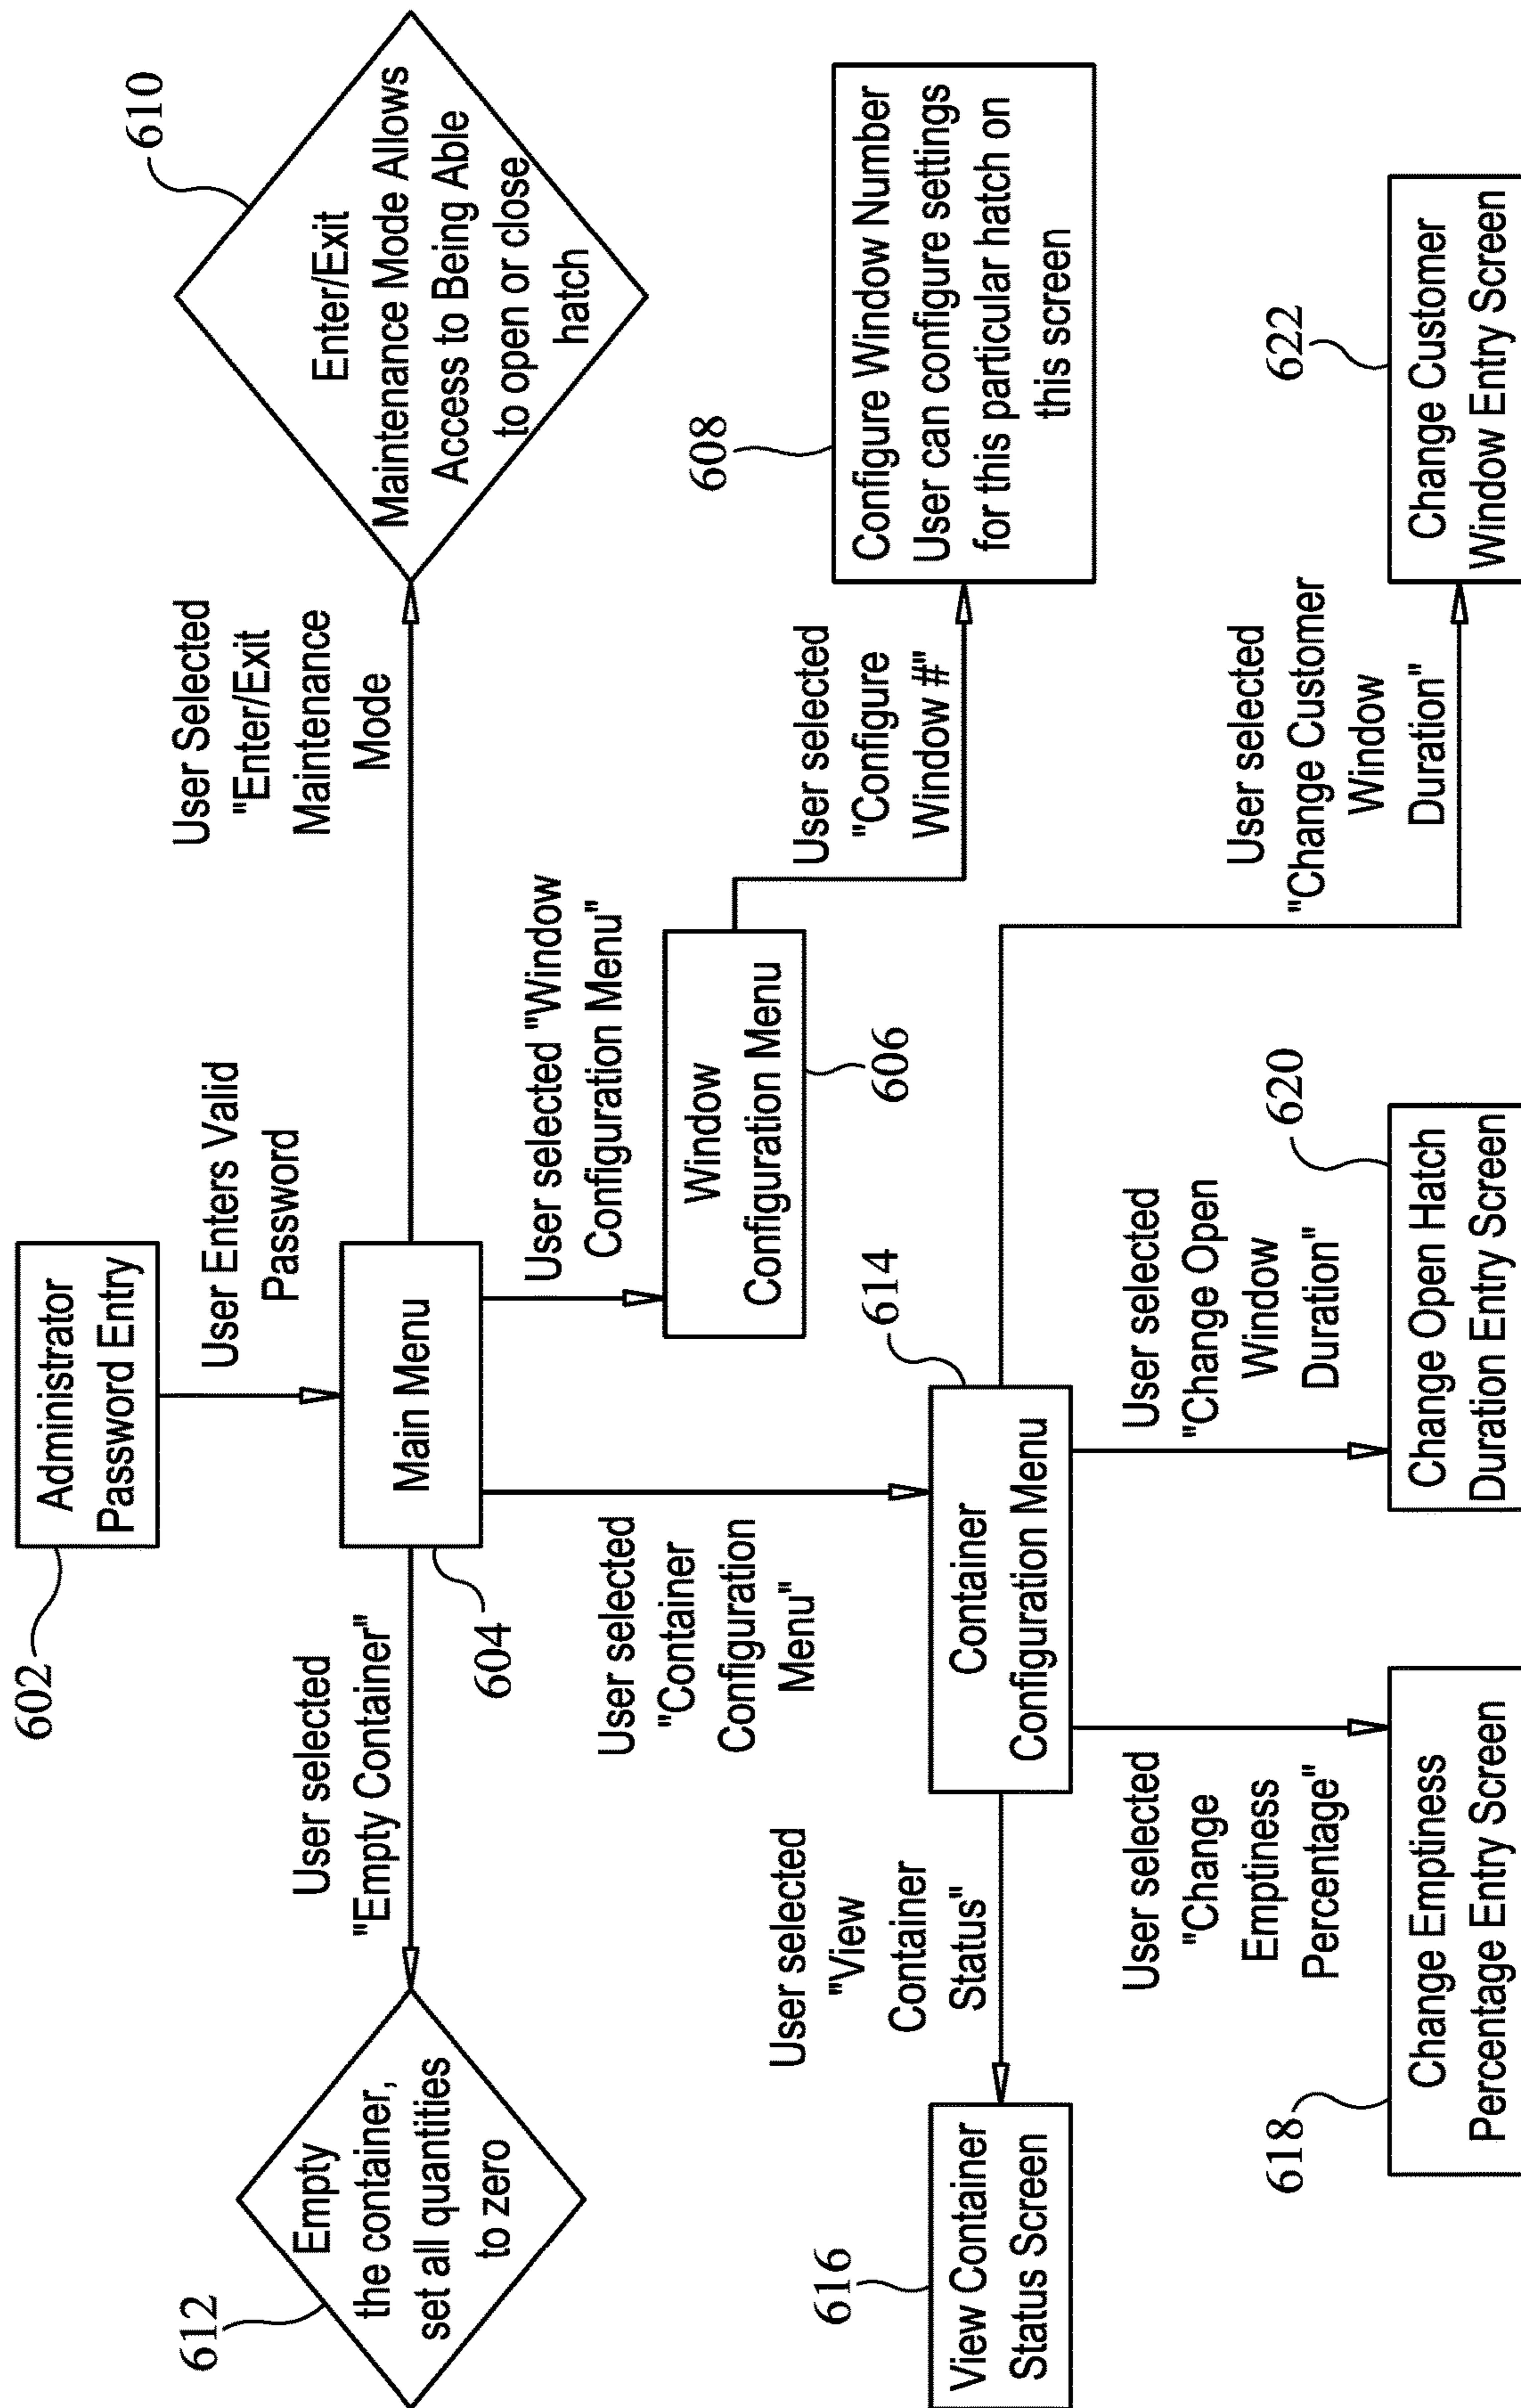 602
Administrator
Password Entry
User Enters Valid
Password
Main Menu
604
User selected
"Empty Container"
Empty
the container,
set all quantities
to zero
612
User Selected
"Enter/Exit
Maintenance
Mode
Enter/Exit
Maintenance Mode Allows
Access to Being Able
to open or close
hatch
610
User selected "Window
Configuration Menu"
Window
Configuration Menu
606
User selected
"Configure
Window #"
Configure Window Number
User can configure settings
for this particular hatch on
this screen
608
User selected
"Container
Configuration
Menu"
Container
Configuration Menu
614
User selected
"View
Container
Status"
View Container
Status Screen
616
User selected
"Change
Emptiness
Percentage"
Change Emptiness
Percentage Entry Screen
618
User selected
"Change Open
Window
Duration"
Change Open Hatch
Duration Entry Screen
620
User selected
"Change Customer
Window
Duration"
Change Customer
Window Entry Screen
622